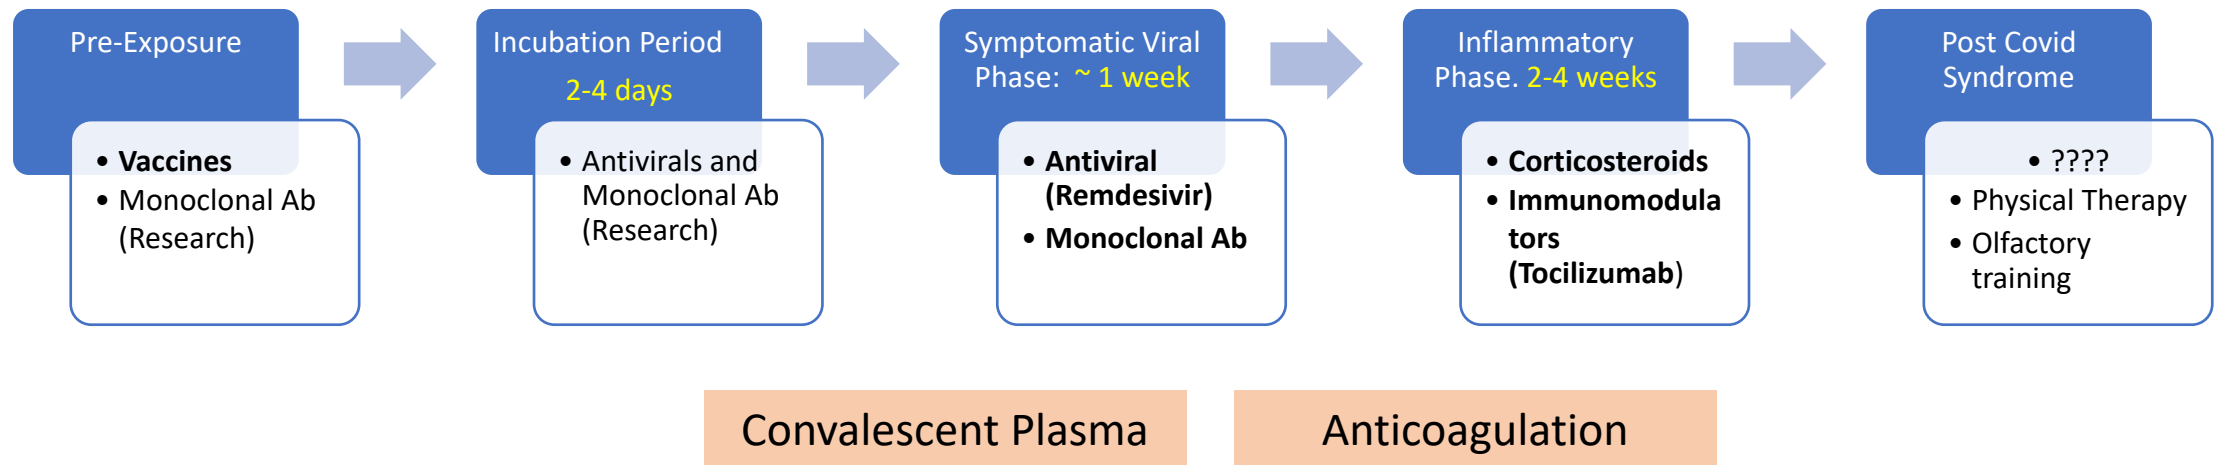 Pre-Exposure
• Vaccines
• Monoclonal Ab
(Research)
Incubation Period
2-4 days
• Antivirals and
Monoclonal Ab
(Research)
Symptomatic Viral
Phase: ~ 1 week
• Antiviral
(Remdesivir)
• Monoclonal Ab
Inflammatory
Phase. 2-4 weeks
• Corticosteroids
• Immunomodula
tors
(Tocilizumab)
Post Covid
Syndrome
• ????
• Physical Therapy
• Olfactory
training
Convalescent Plasma
Anticoagulation